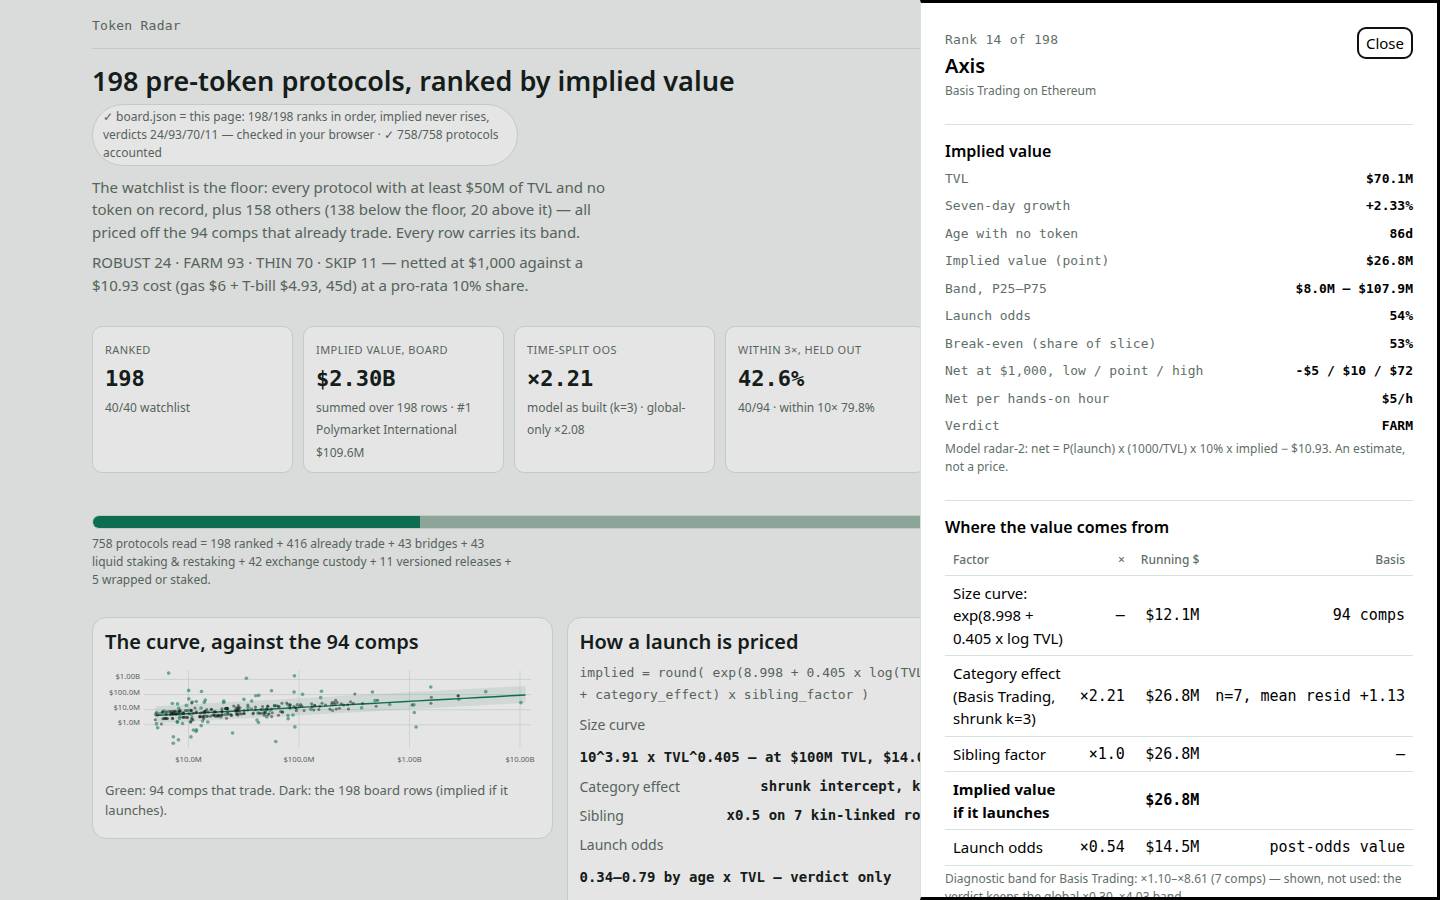 Token Radar
198 pre-token protocols, ranked by implied value
✓ board.json = this page: 198/198 ranks in order, implied never rises,
verdicts 24/93/70/11 — checked in your browser · ✓ 758/758 protocols
accounted
The watchlist is the floor: every protocol with at least $50M of TVL and no
token on record, plus 158 others (138 below the floor, 20 above it) — all
priced off the 94 comps that already trade. Every row carries its band.
ROBUST 24 · FARM 93 · THIN 70 · SKIP 11 — netted at $1,000 against a
$10.93 cost (gas $6 + T-bill $4.93, 45d) at a pro-rata 10% share.
RANKED
198
40/40 watchlist
IMPLIED VALUE, BOARD
$2.30B
summed over 198 rows · #1
Polymarket International
$109.6M
TIME-SPLIT OOS
×2.21
model as built (k=3) · global-
only ×2.08
WITHIN 3×, HELD OUT
42.6%
40/94 · within 10× 79.8%
758 protocols read = 198 ranked + 416 already trade + 43 bridges + 43
liquid staking & restaking + 42 exchange custody + 11 versioned releases +
5 wrapped or staked.
The curve, against the 94 comps
$1.00B
$100.0M
$10.0M
$1.0M
$10.0M $100.0M $1.00B $10.00B
Green: 94 comps that trade. Dark: the 198 board rows (implied if it
launches).
How a launch is priced
implied = round( exp(8.998 + 0.405 x log(TVL
+ category_effect) x sibling_factor )
Size curve
10^3.91 x TVL^0.405 — at $100M TVL, $14.0
Category effect shrunk intercept, k
Sibling x0.5 on 7 kin-linked ro
Launch odds
0.34–0.79 by age x TVL — verdict only
Rank 14 of 198
Close
Axis
Basis Trading on Ethereum
Implied value
TVL $70.1M
Seven-day growth +2.33%
Age with no token 86d
Implied value (point) $26.8M
Band, P25–P75 $8.0M – $107.9M
Launch odds 54%
Break-even (share of slice) 53%
Net at $1,000, low / point / high -$5 / $10 / $72
Net per hands-on hour $5/h
Verdict FARM
Model radar-2: net = P(launch) x (1000/TVL) x 10% x implied − $10.93. An estimate,
not a price.
Where the value comes from
Factor × Running $ Basis
Size curve:
exp(8.998 + — $12.1M 94 comps
0.405 x log TVL)
Category effect
(Basis Trading, ×2.21 $26.8M n=7, mean resid +1.13
shrunk k=3)
Sibling factor ×1.0 $26.8M —
Implied value
if it launches $26.8M
Launch odds ×0.54 $14.5M post-odds value
Diagnostic band for Basis Trading: ×1.10–×8.61 (7 comps) — shown, not used: the
verdict keeps the global ×0.30–×4.03 band.